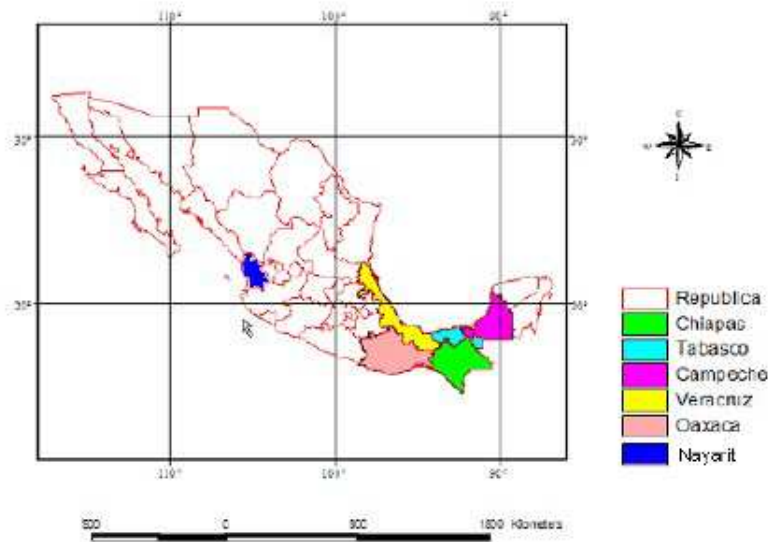 110° 100° 90°
30° 30°
20° 20°
110° 100° 90°
Republica
Chiapas
Tabasco
Campeche
Veracruz
Oaxaca
Nayarit
500 0 500 1000 Kilometers